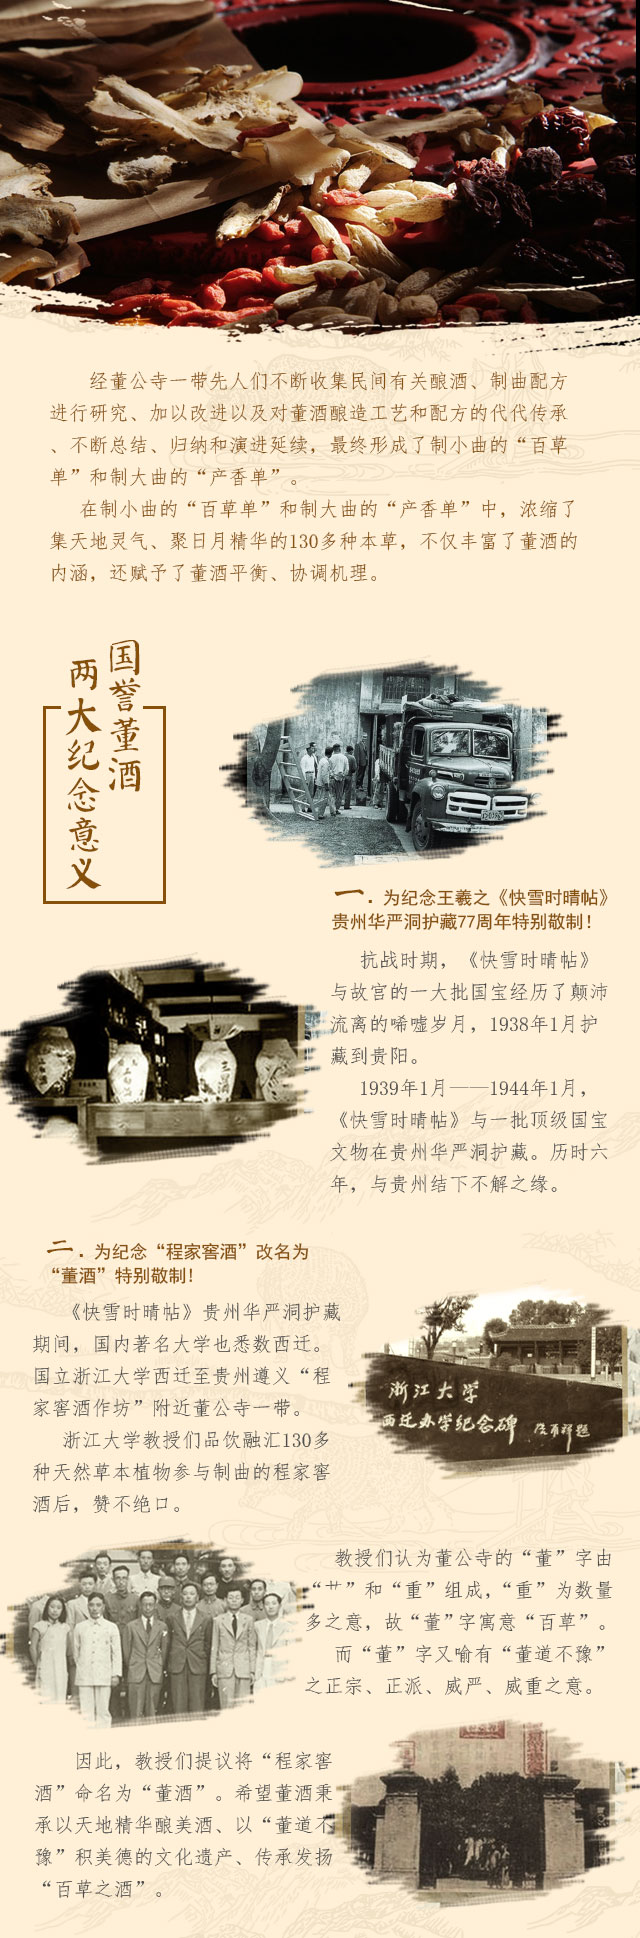 经董公寺一带先人们不断收集民间有关酿酒、制曲配方
进行研究、加以改进以及对董酒酿造工艺和配方的代代传承
、不断总结、归纳和演进延续，最终形成了制小曲的“百草
单”和制大曲的“产香单”。
在制小曲的“百草单”和制大曲的“产香单”中，浓缩了
集天地灵气、聚日月精华的130多种本草，不仅丰富了董酒的
内涵，还赋予了董酒平衡、协调机理。
国誉董酒
两大纪念意义
一．为纪念王羲之《快雪时晴帖》
贵州华严洞护藏77周年特别敬制！
抗战时期，《快雪时晴帖》
与故宫的一大批国宝经历了颠沛
流离的唏嘘岁月，1938年1月护
藏到贵阳。
1939年1月——1944年1月，
《快雪时晴帖》与一批顶级国宝
文物在贵州华严洞护藏。历时六
年，与贵州结下不解之缘。
二．为纪念“程家窖酒”改名为
“董酒”特别敬制！
《快雪时晴帖》贵州华严洞护藏
期间，国内著名大学也悉数西迁。
国立浙江大学西迁至贵州遵义“程
家窖酒作坊”附近董公寺一带。
浙江大学教授们品饮融汇130多
种天然草本植物参与制曲的程家窖
酒后，赞不绝口。
浙江大学
西迁办学纪念碑
教授们认为董公寺的“董”字由
“艹”和“重”组成，“重”为数量
多之意，故“董”字寓意“百草”。
而“董”字又喻有“董道不豫”
之正宗、正派、威严、威重之意。
因此，教授们提议将“程家窖
酒”命名为“董酒”。希望董酒秉
承以天地精华酿美酒、以“董道不
豫”积美德的文化遗产、传承发扬
“百草之酒”。